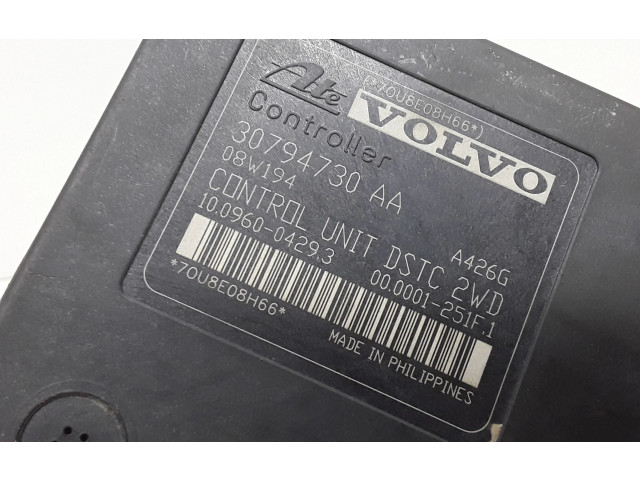 (*70U8E08H66*)
Ate VOLVO
Controller
30794730 AA
08W194 A426G
CONTROL UNIT DSTC 2WD
10.0960-0429.3 00.0001-251F.1
*70U8E08H66*
MADE IN PHILIPPINES